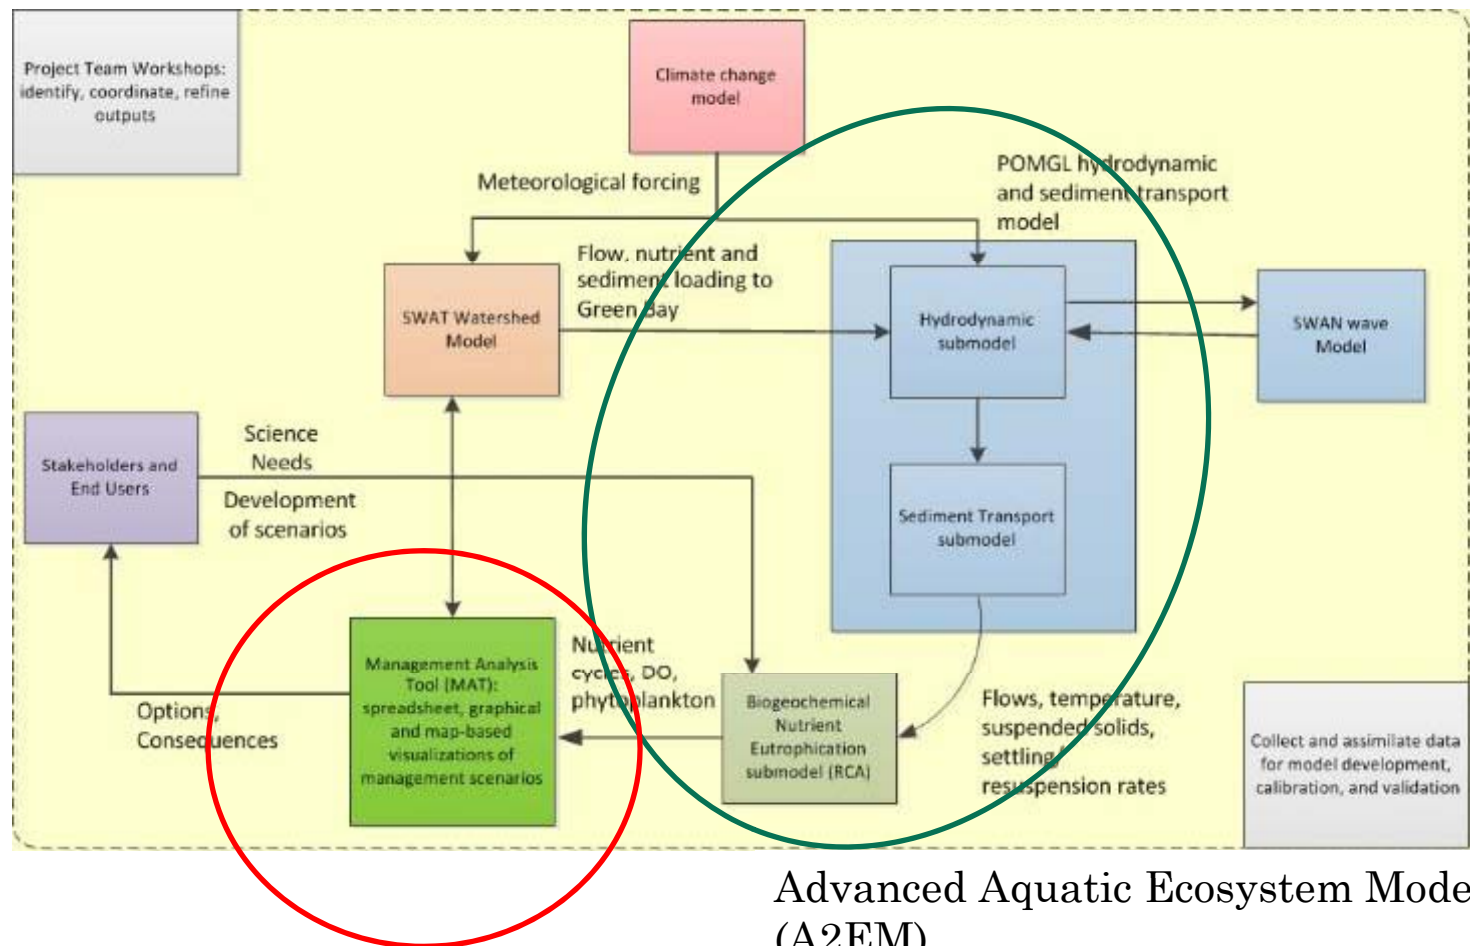 Project Team Workshops:
identify, coordinate, refine
outputs
Climate change
model
Meteorological forcing
POMGL hydrodynamic
and sediment transport
model
Flow. nutrient and
sediment loading to
Green Bay
SWAT Watershed
Model
Hydrodynamic
submodel
SWAN wave
Model
Stakeholders and
End Users
Science
Needs
Development
of scenarios
Sediment Transport
submodel
Management Analysis
Tool (MAT):
spreadsheet, graphical
and map-based
visualizations of
management scenarios
Nutrient
cycles, DO,
phytoplankton
Biogeochemical
Nutrient
Eutrophication
submodel (RCA)
Flows, temperature,
suspended solids,
settling/
resuspension rates
Options,
Consequences
Collect and assimilate data
for model development,
calibration, and validation
Advanced Aquatic Ecosystem Mode
(A2EM)